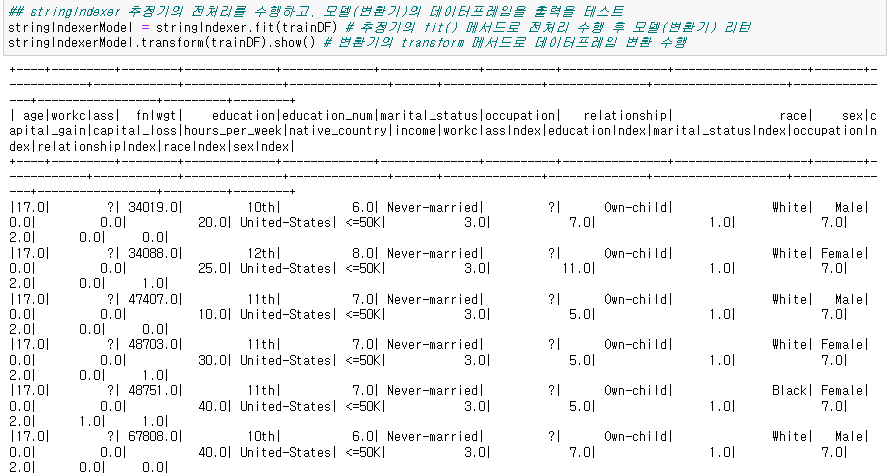 ## stringIndexer 추정기의 전처리를 수행하고, 모델(변환기)의 데이터프레임을 출력을 테스트
stringIndexerModel = stringIndexer.fit(trainDF) # 추정기의 fit() 메서드로 전처리 수행 후 모델(변환기) 리턴
stringIndexerModel.transform(trainDF).show() # 변환기의 transform 메서드로 데이터프레임 변환 수행
+----+---------+--------+------------+-------------+--------------+----------+--------------+------------------+-------+-
-----------+------------+--------------+--------------+------+--------------+--------------+-------------------+---------------
---+-----------------+---------+--------+
| age|workclass|  fnlwgt|   education|education_num|marital_status|occupation|  relationship|              race|    sex|c
apital_gain|capital_loss|hours_per_week|native_country|income|workclassIndex|educationIndex|marital_statusIndex|occupationIn
dex|relationshipIndex|raceIndex|sexIndex|
+----+---------+--------+------------+-------------+--------------+----------+--------------+------------------+-------+-
-----------+------------+--------------+--------------+------+--------------+--------------+-------------------+---------------
---+-----------------+---------+--------+
|17.0|        ?| 34019.0|        10th|          6.0| Never-married|         ?|     Own-child|             White|   Male|
0.0|         0.0|          20.0| United-States| <=50K|           3.0|           7.0|                1.0|            7.0|
2.0|      0.0|     0.0|
|17.0|        ?| 34088.0|        12th|          8.0| Never-married|         ?|     Own-child|             White| Female|
0.0|         0.0|          25.0| United-States| <=50K|           3.0|          11.0|                1.0|            7.0|
2.0|      0.0|     1.0|
|17.0|        ?| 47407.0|        11th|          7.0| Never-married|         ?|     Own-child|             White|   Male|
0.0|         0.0|          10.0| United-States| <=50K|           3.0|           5.0|                1.0|            7.0|
2.0|      0.0|     0.0|
|17.0|        ?| 48703.0|        11th|          7.0| Never-married|         ?|     Own-child|             White| Female|
0.0|         0.0|          30.0| United-States| <=50K|           3.0|           5.0|                1.0|            7.0|
2.0|      0.0|     1.0|
|17.0|        ?| 48751.0|        11th|          7.0| Never-married|         ?|     Own-child|             Black| Female|
0.0|         0.0|          40.0| United-States| <=50K|           3.0|           5.0|                1.0|            7.0|
2.0|      1.0|     1.0|
|17.0|        ?| 67808.0|        10th|          6.0| Never-married|         ?|     Own-child|             White|   Male|
0.0|         0.0|          40.0| United-States| <=50K|           3.0|           7.0|                1.0|            7.0|
2.0|      0.0|     0.0|